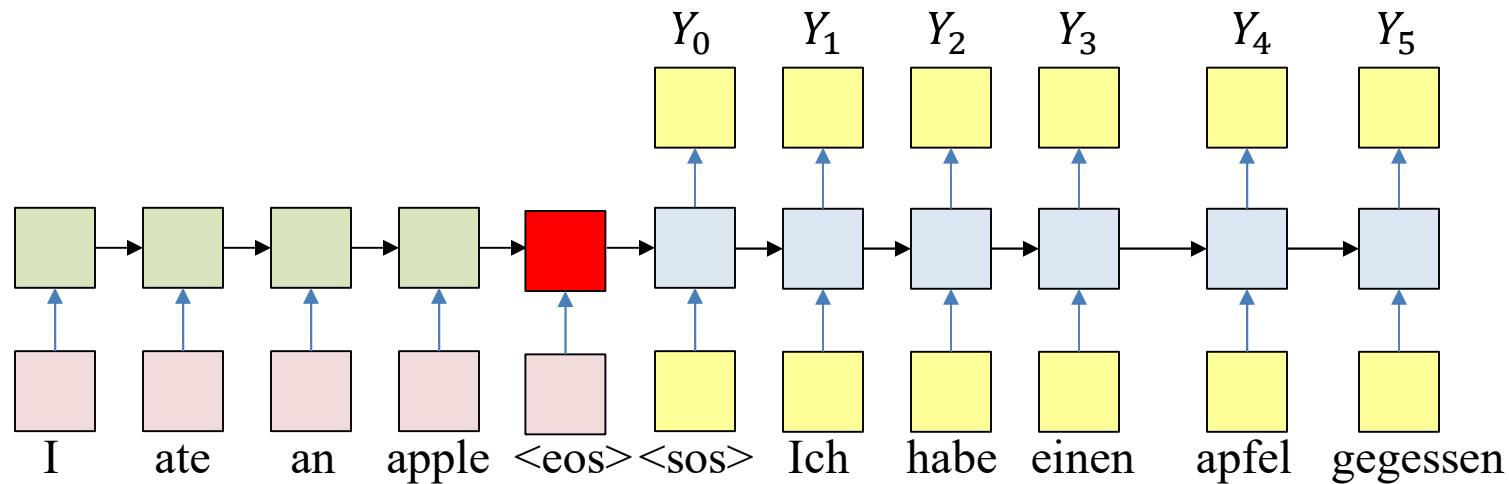 Y₀ Y₁ Y₂ Y₃ Y₄ Y₅
I ate an apple <eos> <sos> Ich habe einen apfel gegessen